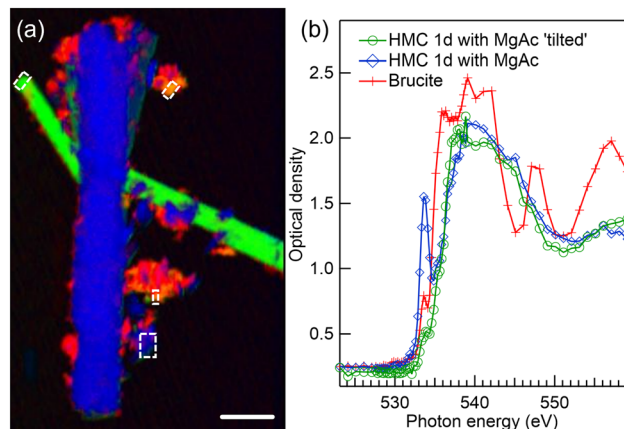 (a)
(b)
HMC 1d with MgAc 'tilted'
HMC 1d with MgAc
Brucite
2.5
2.0
1.5
1.0
0.5
Optical density
530
540
550
Photon energy (eV)